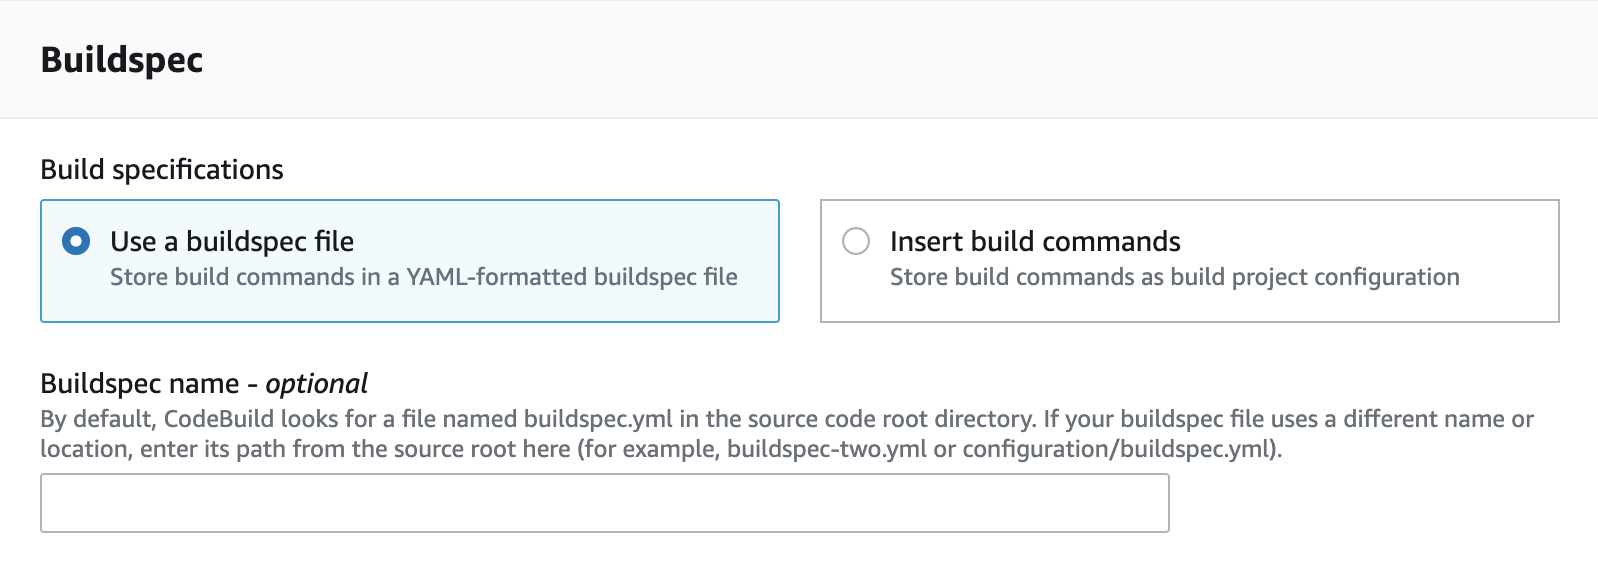 Buildspec
Build specifications
Use a buildspec file
Store build commands in a YAML-formatted buildspec file
Insert build commands
Store build commands as build project configuration
Buildspec name - optional
By default, CodeBuild looks for a file named buildspec.yml in the source code root directory. If your buildspec file uses a different name or
location, enter its path from the source root here (for example, buildspec-two.yml or configuration/buildspec.yml).